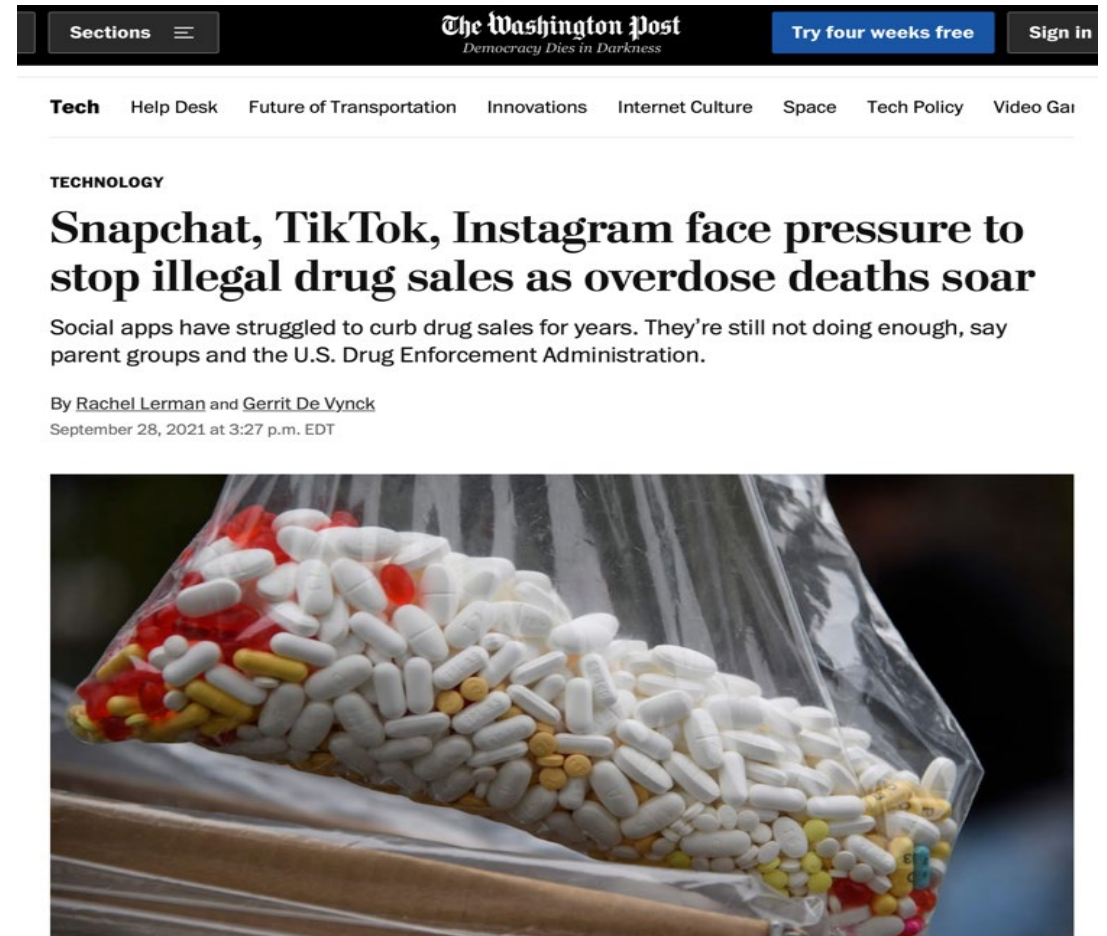 Sections
The Washington Post
Democracy Dies in Darkness
Try four weeks free
Sign in
Tech Help Desk Future of Transportation Innovations Internet Culture Space Tech Policy Video Gar
TECHNOLOGY
Snapchat, TikTok, Instagram face pressure to
stop illegal drug sales as overdose deaths soar
Social apps have struggled to curb drug sales for years. They’re still not doing enough, say
parent groups and the U.S. Drug Enforcement Administration.
By Rachel Lerman and Gerrit De Vynck
September 28, 2021 at 3:27 p.m. EDT